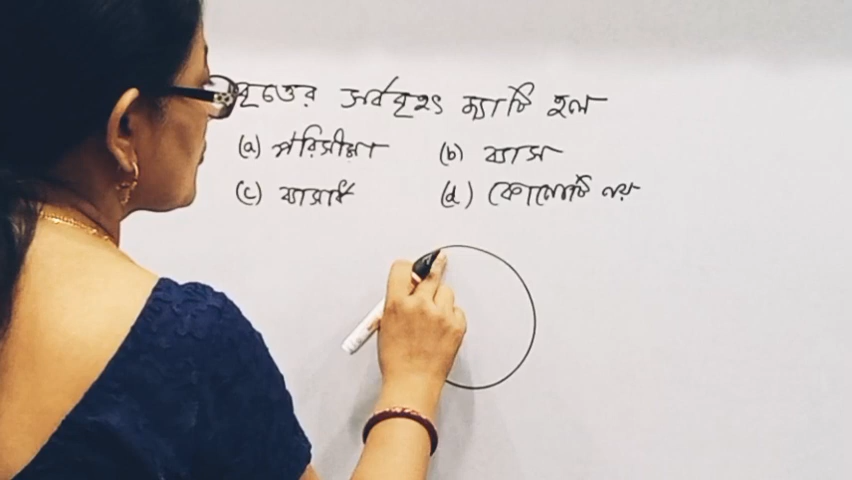 বৃত্তের সর্ববৃহৎ জ্যাটি হল
(a) পরিসীমা (b) ব্যাস
(c) ব্যাসার্ধ (d) কোনোটি নয়